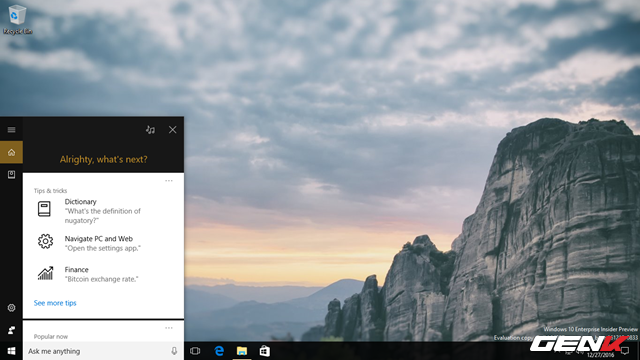 Recycle Bin
Alrighty, what's next?
Tips & tricks
Dictionary
"What's the definition of
nugatory?"
Navigate PC and Web
"Open the settings app."
Finance
"Bitcoin exchange rate."
See more tips
Popular now
Ask me anything
Windows 10 Enterprise Insider Preview
Evaluation copy.
GENK
12/27/2016